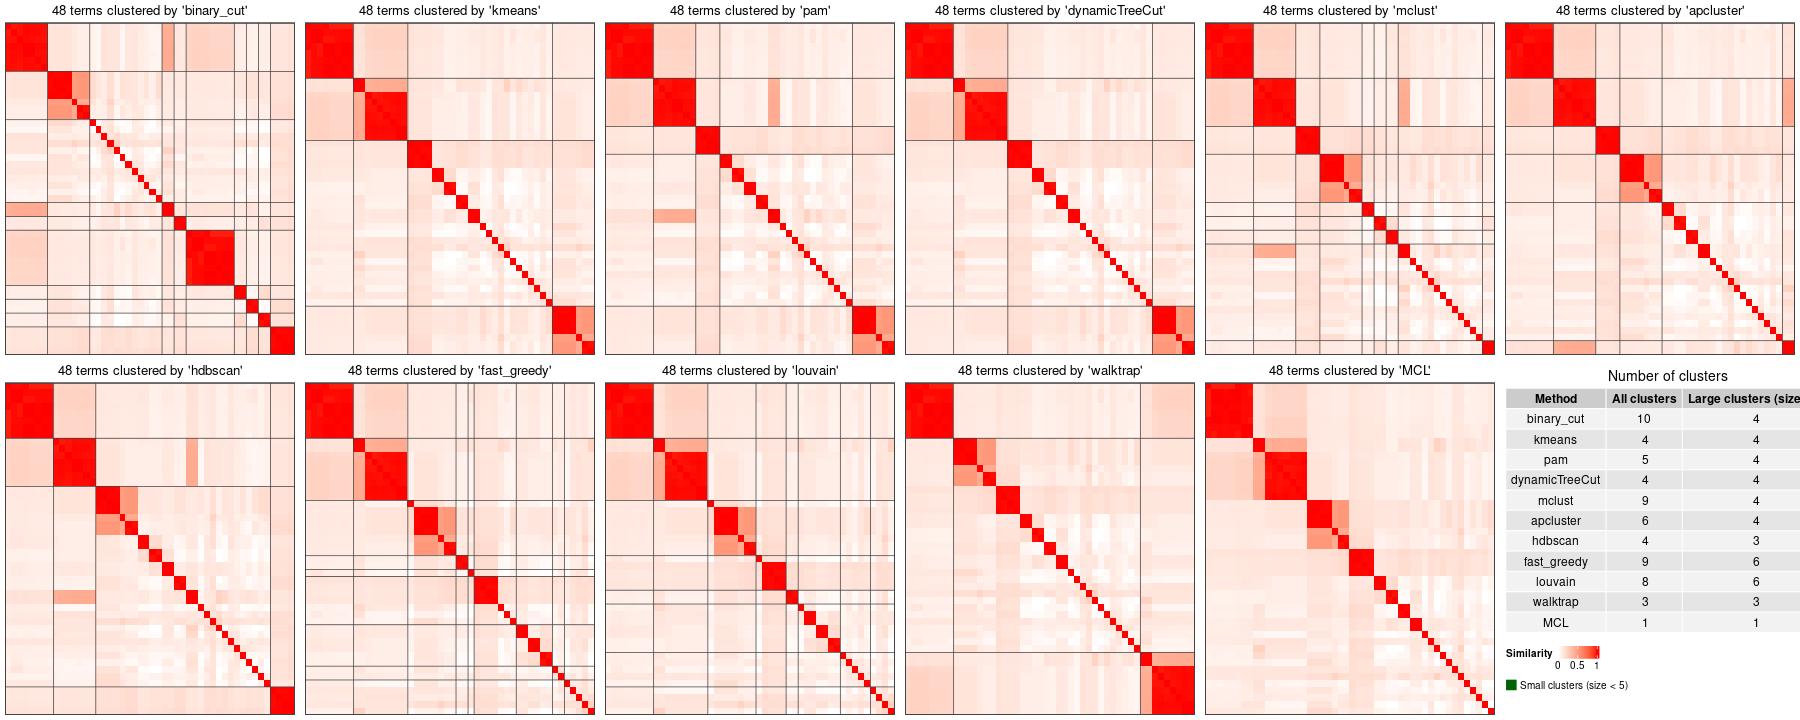 48 terms clustered by 'binary_cut'
48 terms clustered by 'kmeans'
48 terms clustered by 'pam'
48 terms clustered by 'dynamicTreeCut'
48 terms clustered by 'mclust'
48 terms clustered by 'apcluster'
48 terms clustered by 'hdbscan'
48 terms clustered by 'fast_greedy'
48 terms clustered by 'louvain'
48 terms clustered by 'walktrap'
48 terms clustered by 'MCL'
Number of clusters
Method All clusters Large clusters (size
binary_cut 10 4
kmeans 4 4
pam 5 4
dynamicTreeCut 4 4
mclust 9 4
apcluster 6 4
hdbscan 4 3
fast_greedy 9 6
louvain 8 6
walktrap 3 3
MCL 1 1
Similarity
0 0.5 1
Small clusters (size < 5)